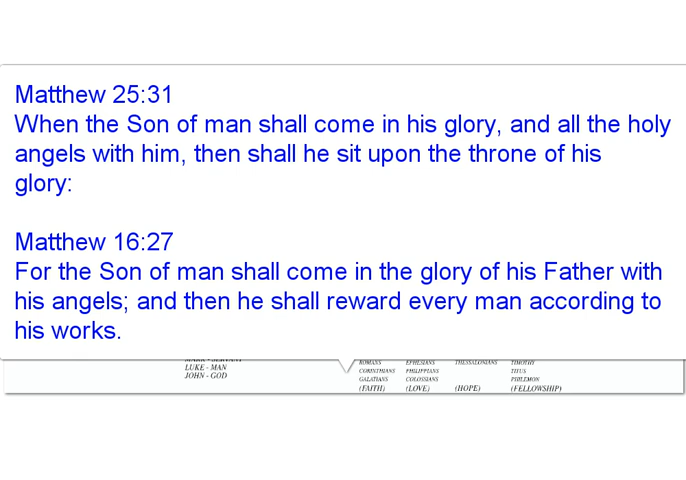 Matthew 25:31
When the Son of man shall come in his glory, and all the holy
angels with him, then shall he sit upon the throne of his
glory:
Matthew 16:27
For the Son of man shall come in the glory of his Father with
his angels; and then he shall reward every man according to
his works.
MARK - SERVANT
LUKE - MAN
JOHN - GOD
ROMANS EPHESIANS THESSALONIANS TIMOTHY
CORINTHIANS PHILIPPIANS TITUS
GALATIANS COLOSSIANS PHILEMON
(FAITH) (LOVE) (HOPE) (FELLOWSHIP)